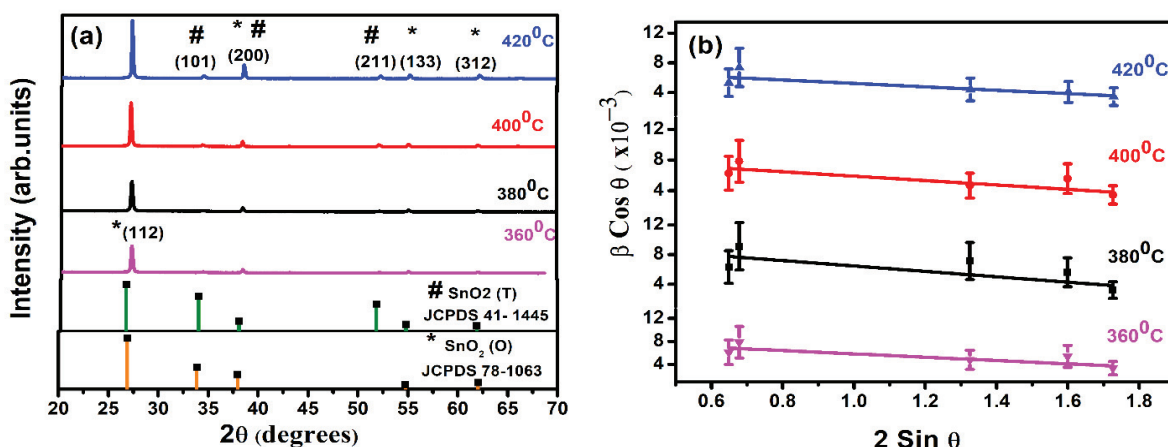 (a)
Intensity (arb.units)
# * # # * *
(101) (200) (211) (133) (312)
420⁰C
400⁰C
380⁰C
360⁰C
*(112)
# SnO2 (T)
JCPDS 41- 1445
* SnO₂ (O)
JCPDS 78-1063
20 25 30 35 40 45 50 55 60 65 70
2θ (degrees)
(b)
β Cos θ (x10⁻³)
12
8
4
420⁰C
12
8
4
400⁰C
12
8
4
380⁰C
12
8
4
360⁰C
0.6 0.8 1.0 1.2 1.4 1.6 1.8
2 Sin θ